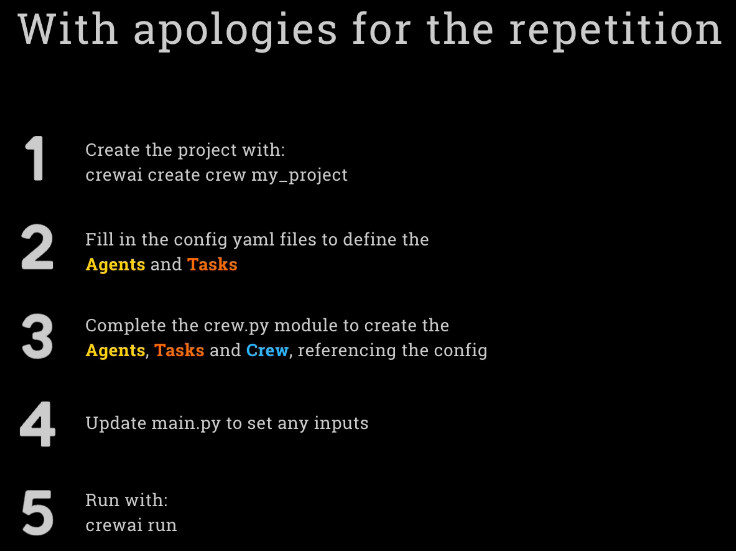 With apologies for the repetition
1
Create the project with:
crewai create crew my_project
2
Fill in the config yaml files to define the
Agents and Tasks
3
Complete the crew.py module to create the
Agents, Tasks and Crew, referencing the config
4
Update main.py to set any inputs
5
Run with:
crewai run